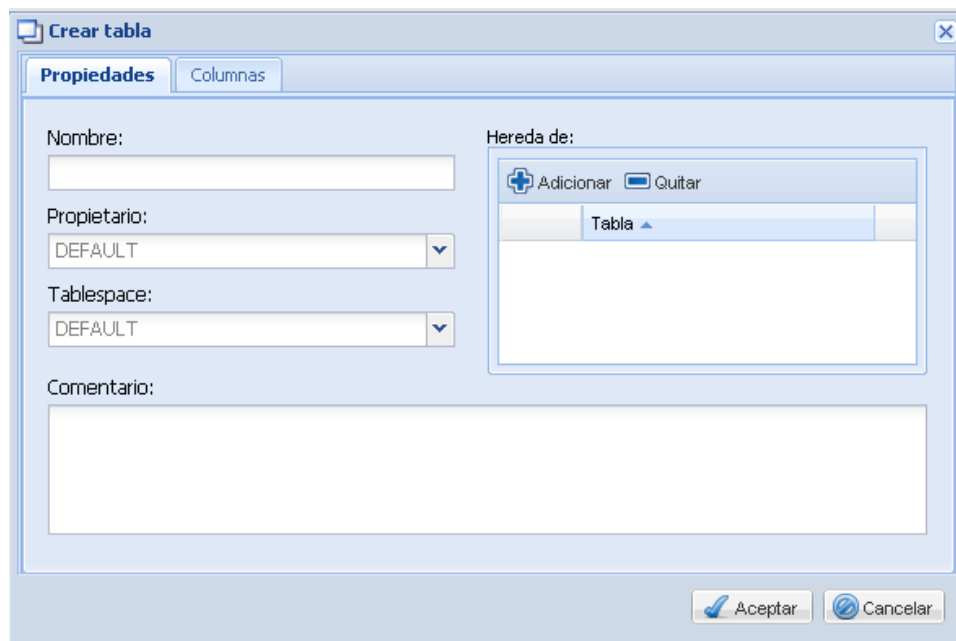 Crear tabla
Propiedades
Columnas
Nombre:
Propietario:
DEFAULT
Tablespace:
DEFAULT
Hereda de:
Adicionar
Quitar
Tabla
Comentario:
Aceptar
Cancelar